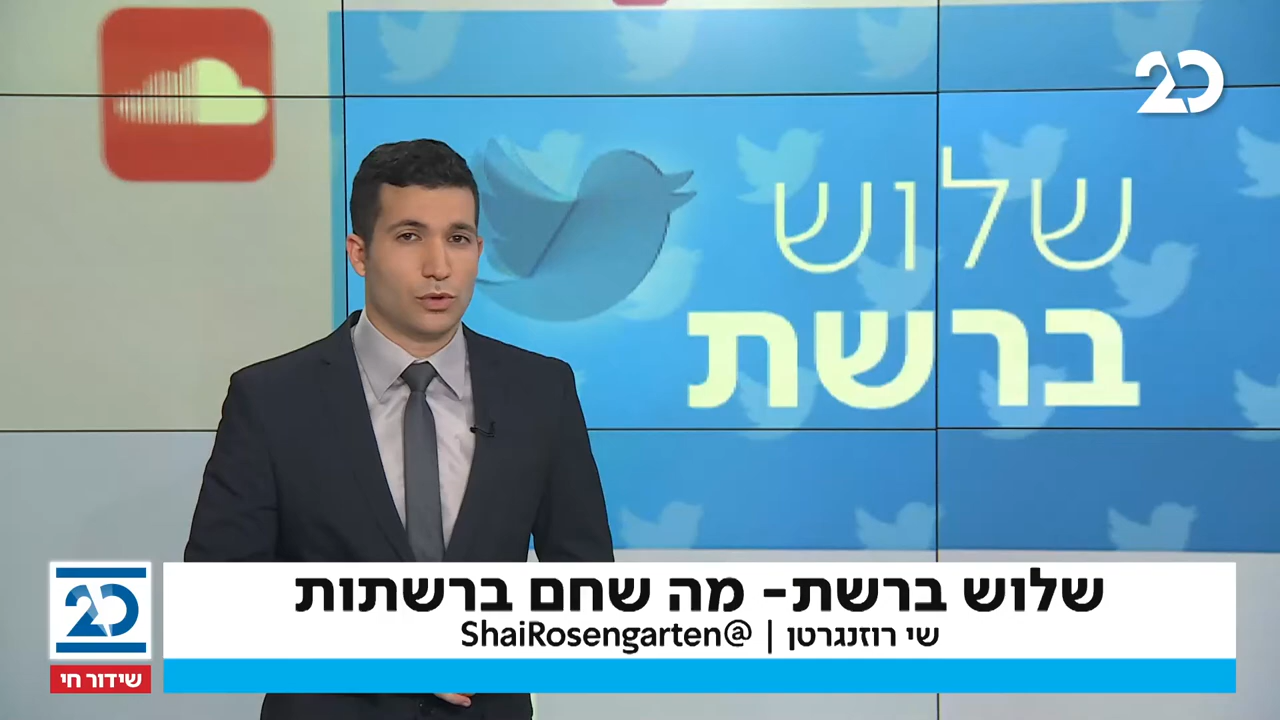 20
שלוש
ברשת
שלוש ברשת- מה שחם ברשתות
שי רוזנגרטן | @ShaiRosengarten
20
שידור חי